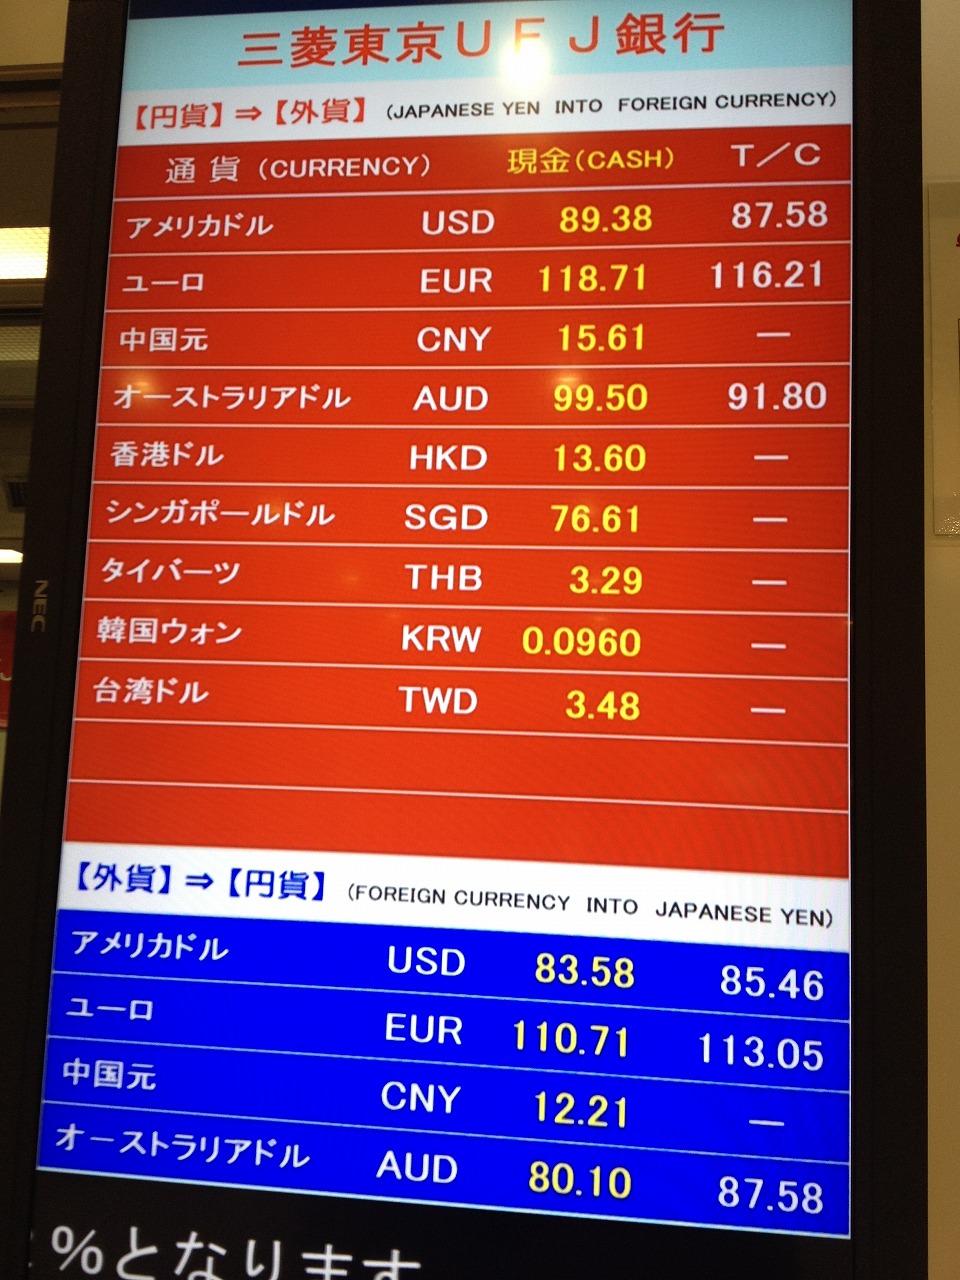 三菱東京UFJ銀行
【円貨】⇒【外貨】 (JAPANESE YEN INTO FOREIGN CURRENCY)
通貨 (CURRENCY) 現金(CASH) T/C
アメリカドル USD 89.38 87.58
ユーロ EUR 118.71 116.21
中国元 CNY 15.61 —
オーストラリアドル AUD 99.50 91.80
香港ドル HKD 13.60 —
シンガポールドル SGD 76.61 —
タイバーツ THB 3.29 —
韓国ウォン KRW 0.0960 —
台湾ドル TWD 3.48 —
【外貨】⇒【円貨】 (FOREIGN CURRENCY INTO JAPANESE YEN)
アメリカドル USD 83.58 85.46
ユーロ EUR 110.71 113.05
中国元 CNY 12.21 —
オーストラリアドル AUD 80.10 87.58
%となります
NEC